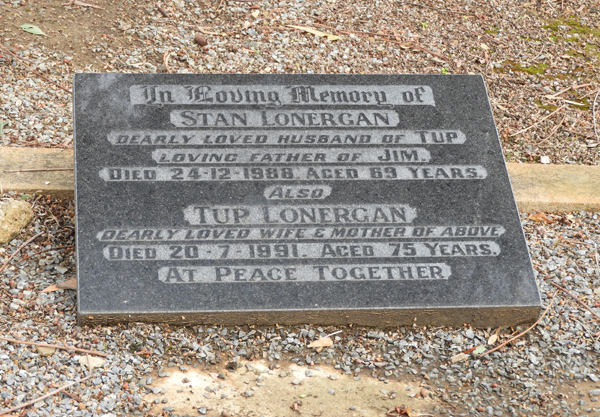 In Loving Memory of
STAN LONERGAN
DEARLY LOVED HUSBAND OF TUP
LOVING FATHER OF JIM.
DIED 24-12-1988. AGED 69 YEARS.
ALSO
TUP LONERGAN
DEARLY LOVED WIFE & MOTHER OF ABOVE
DIED 20-7-1991. AGED 75 YEARS.
AT PEACE TOGETHER